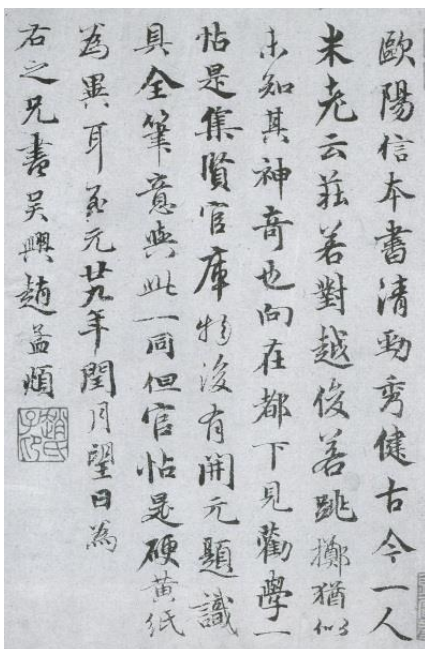 歐陽信本書清勁秀健古今一人
米老云莊若對越俊若跳擲猶似
未知其神奇也向在都下見勸學一
帖是集賢官庫物後有開元題識
具全筆意與此一同但官帖是硬黃紙
為異耳至元廿九年閏月望日為
右之兄書吳興趙孟頫
趙氏子昂